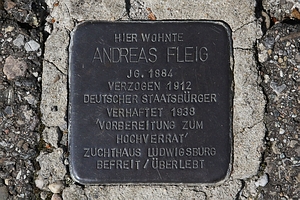 HIER WOHNTE
ANDREAS FLEIG
JG. 1884
VERZOGEN 1912
DEUTSCHER STAATSBÜRGER
VERHAFTET 1938
'VORBEREITUNG ZUM
HOCHVERRAT'
ZUCHTHAUS LUDWIGSBURG
BEFREIT/ÜBERLEBT